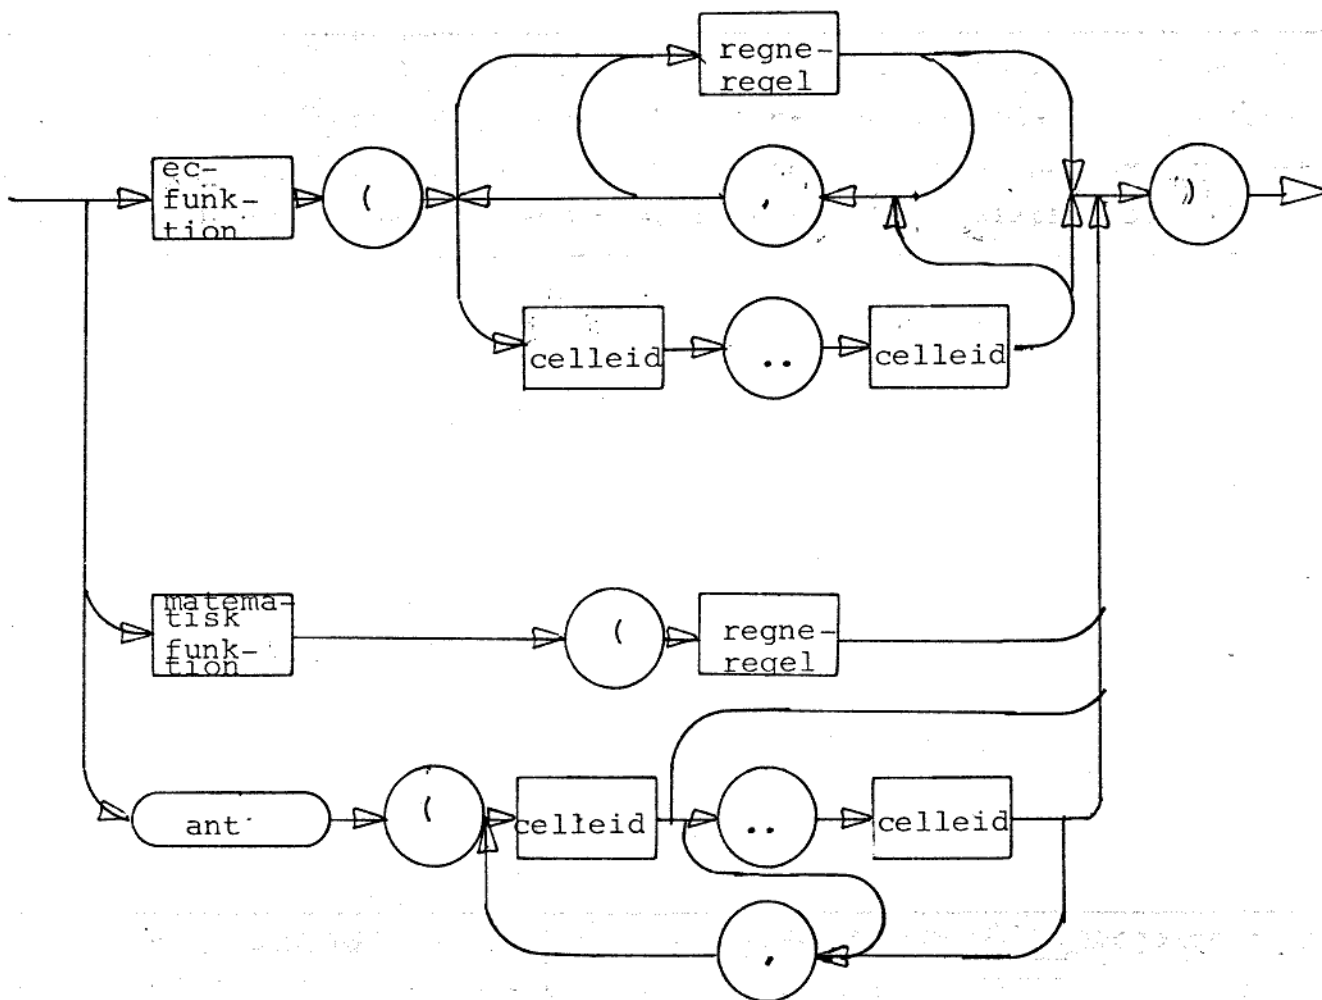 regne-
regel
ec-
funk-
tion
(
,
)
celleid
..
celleid
matema-
tisk
funk-
tion
(
regne-
regel
ant
(
celleid
..
celleid
,